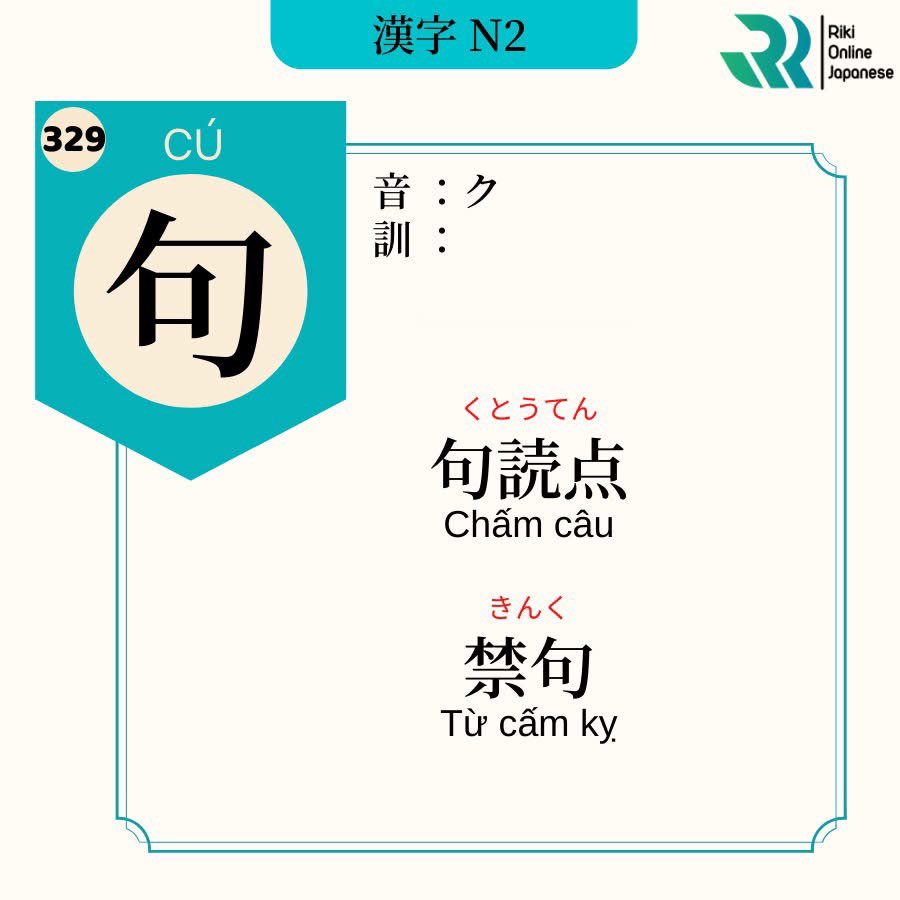 漢字 N2
Riki
Online
Japanese
329
CÚ
句
音：ク
訓：
くとうてん
句読点
Chấm câu
きんく
禁句
Từ cấm kỵ